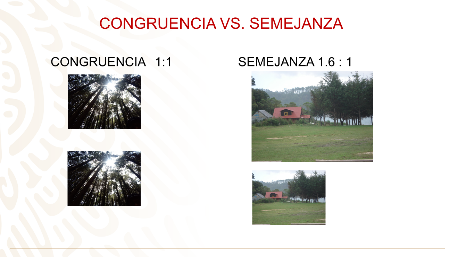 CONGRUENCIA VS. SEMEJANZA
CONGRUENCIA 1:1
SEMEJANZA 1.6 : 1